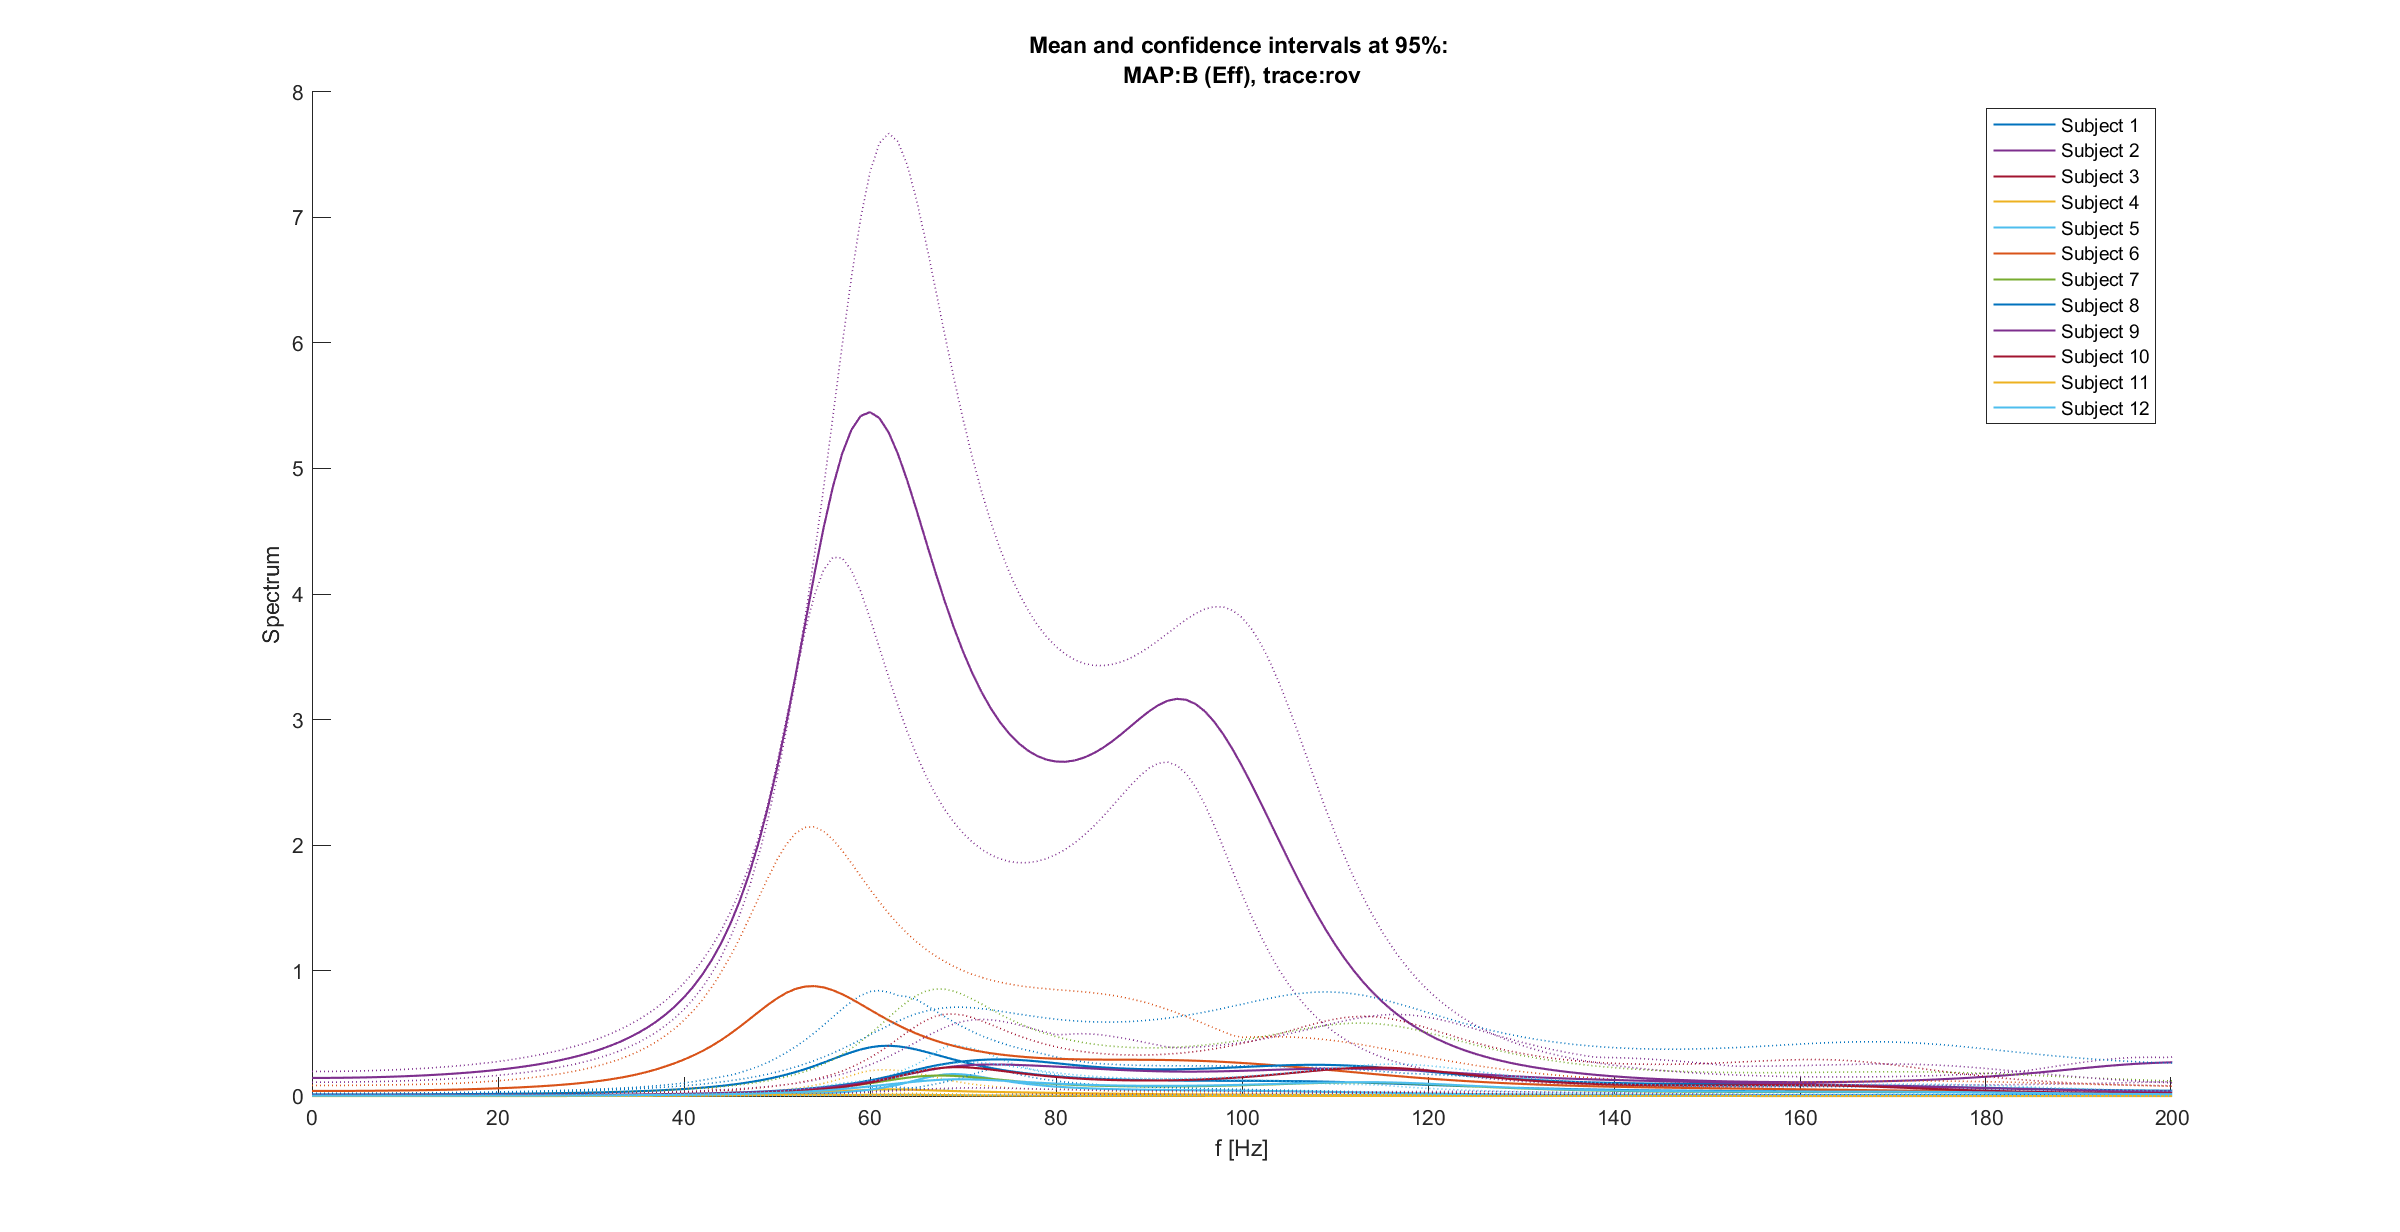 Mean and confidence intervals at 95%:
MAP:B (Eff), trace:rov
8
7
6
5
4
3
2
1
0
Spectrum
0 20 40 60 80 100 120 140 160 180 200
f [Hz]
Subject 1
Subject 2
Subject 3
Subject 4
Subject 5
Subject 6
Subject 7
Subject 8
Subject 9
Subject 10
Subject 11
Subject 12